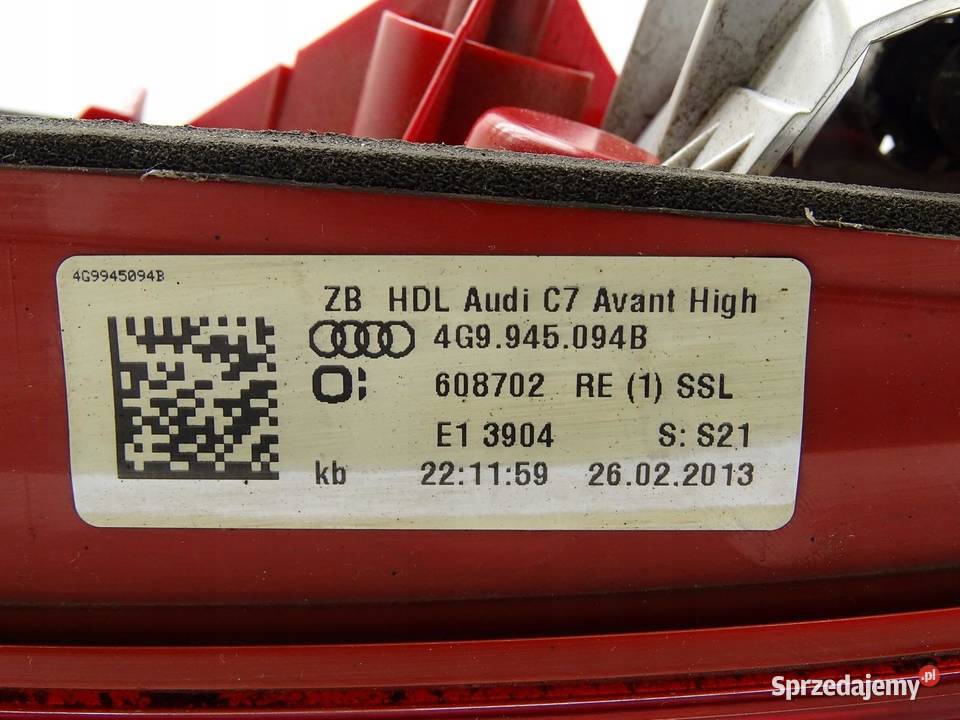 4G9945094B
ZB HDL Audi C7 Avant High
4G9.945.094B
608702 RE (1) SSL
E1 3904 S: S21
kb 22:11:59 26.02.2013
Sprzedajemy.pl